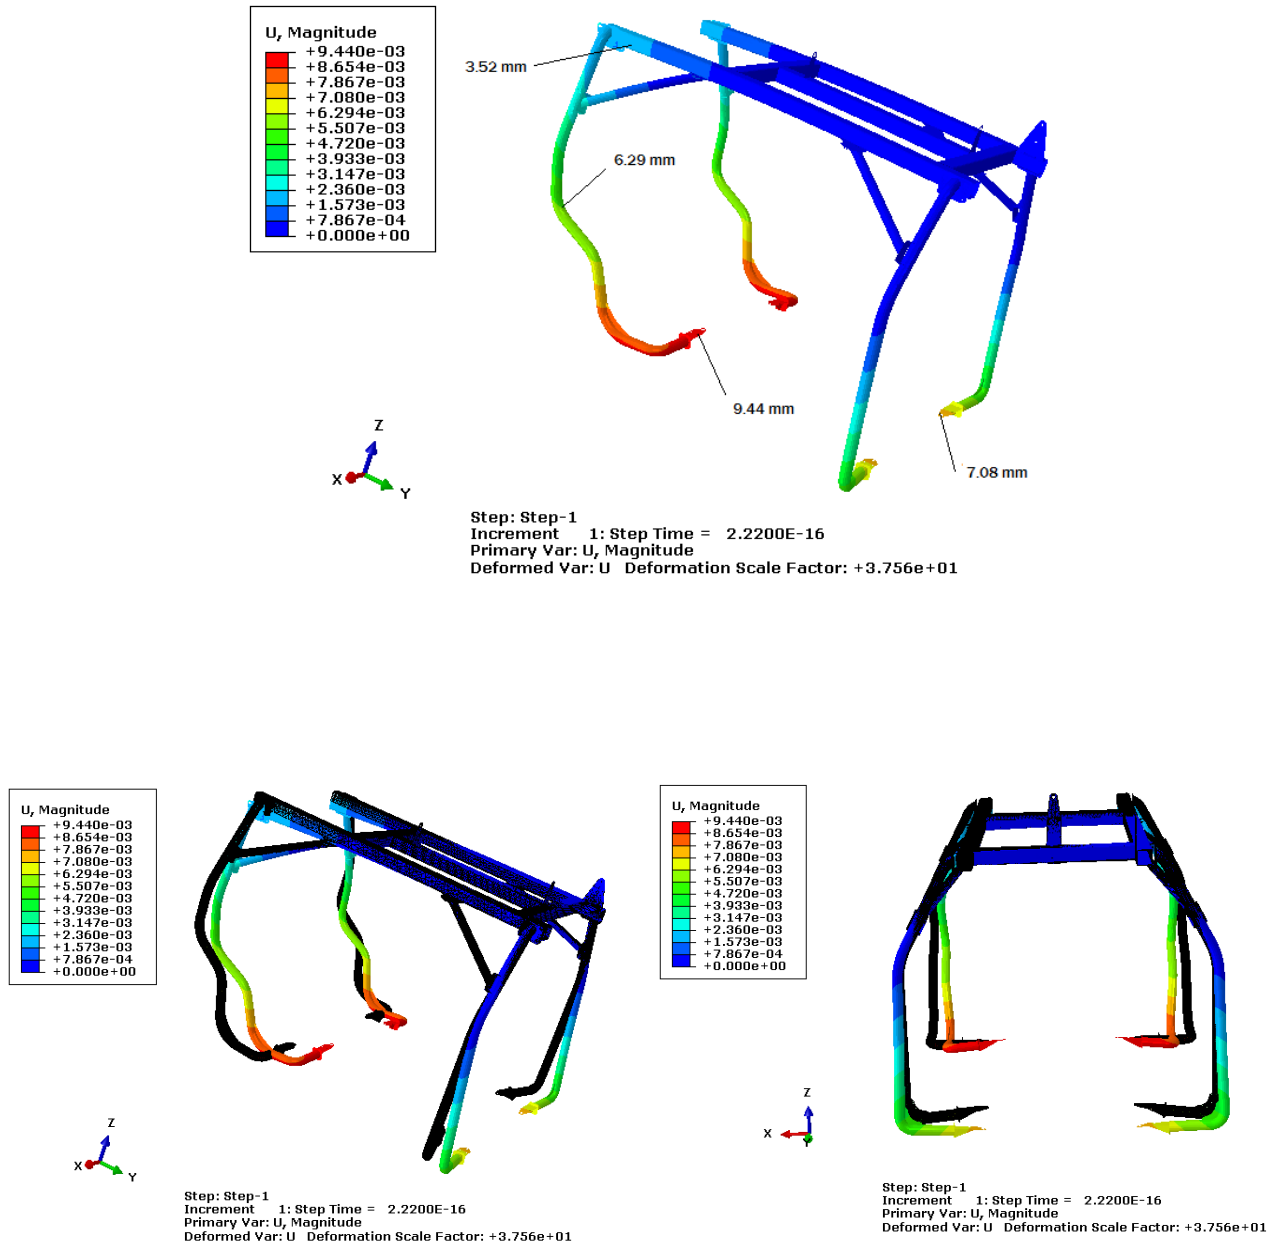 U, Magnitude
+9.440e-03
+8.654e-03
+7.867e-03
+7.080e-03
+6.294e-03
+5.507e-03
+4.720e-03
+3.933e-03
+3.147e-03
+2.360e-03
+1.573e-03
+7.867e-04
+0.000e+00
3.52 mm
6.29 mm
9.44 mm
7.08 mm
Z
X
Y
Step: Step-1
Increment 1: Step Time = 2.2200E-16
Primary Var: U, Magnitude
Deformed Var: U Deformation Scale Factor: +3.756e+01
U, Magnitude
+9.440e-03
+8.654e-03
+7.867e-03
+7.080e-03
+6.294e-03
+5.507e-03
+4.720e-03
+3.933e-03
+3.147e-03
+2.360e-03
+1.573e-03
+7.867e-04
+0.000e+00
Z
X
Y
Step: Step-1
Increment 1: Step Time = 2.2200E-16
Primary Var: U, Magnitude
Deformed Var: U Deformation Scale Factor: +3.756e+01
U, Magnitude
+9.440e-03
+8.654e-03
+7.867e-03
+7.080e-03
+6.294e-03
+5.507e-03
+4.720e-03
+3.933e-03
+3.147e-03
+2.360e-03
+1.573e-03
+7.867e-04
+0.000e+00
Z
X
Y
Step: Step-1
Increment 1: Step Time = 2.2200E-16
Primary Var: U, Magnitude
Deformed Var: U Deformation Scale Factor: +3.756e+01